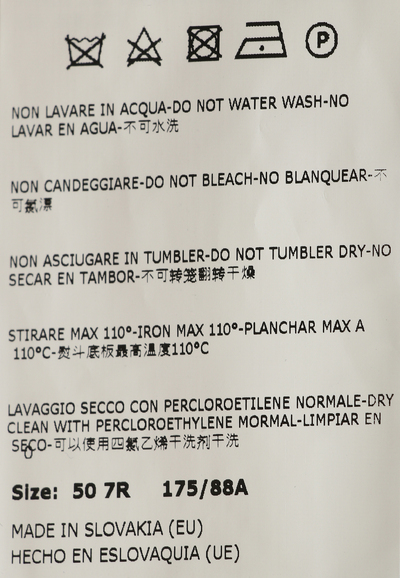 P
NON LAVARE IN ACQUA-DO NOT WATER WASH-NO
LAVAR EN AGUA-不可水洗
NON CANDEGGIARE-DO NOT BLEACH-NO BLANQUEAR-不
可氯漂
NON ASCIUGARE IN TUMBLER-DO NOT TUMBLER DRY-NO
SECAR EN TAMBOR-不可转笼翻转干燥
STIRARE MAX 110°-IRON MAX 110°-PLANCHAR MAX A
110°C-熨斗底板最高温度110°C
LAVAGGIO SECCO CON PERCLOROETILENE NORMALE-DRY
CLEAN WITH PERCLOROETHYLENE MORMAL-LIMPIAR EN
SECO-可以使用四氯乙烯干洗剂干洗
Size: 50 7R 175/88A
MADE IN SLOVAKIA (EU)
HECHO EN ESLOVAQUIA (UE)